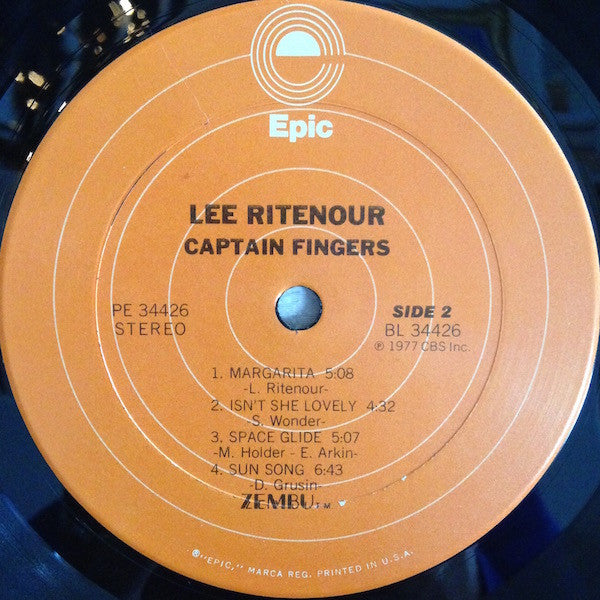 Epic
LEE RITENOUR
CAPTAIN FINGERS
PE 34426
STEREO
SIDE 2
BL 34426
℗ 1977 CBS Inc.
1. MARGARITA 5:08
-L. Ritenour-
2. ISN'T SHE LOVELY 4:32
-S. Wonder-
3. SPACE GLIDE 5:07
-M. Holder - E. Arkin-
4. SUN SONG 6:43
-D. Grusin-
ZEMBU™
®"EPIC," MARCA REG. PRINTED IN U.S.A.